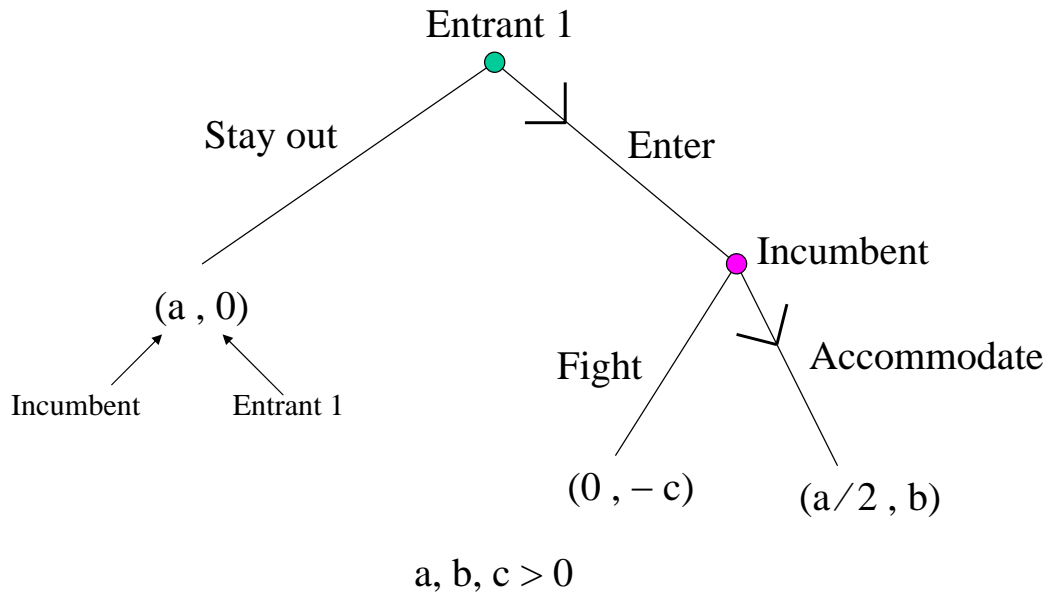 Entrant 1
Stay out
Enter
Incumbent
(a , 0)
Fight
Accommodate
Incumbent
Entrant 1
(0 , – c)
(a ⁄ 2 , b)
a, b, c > 0